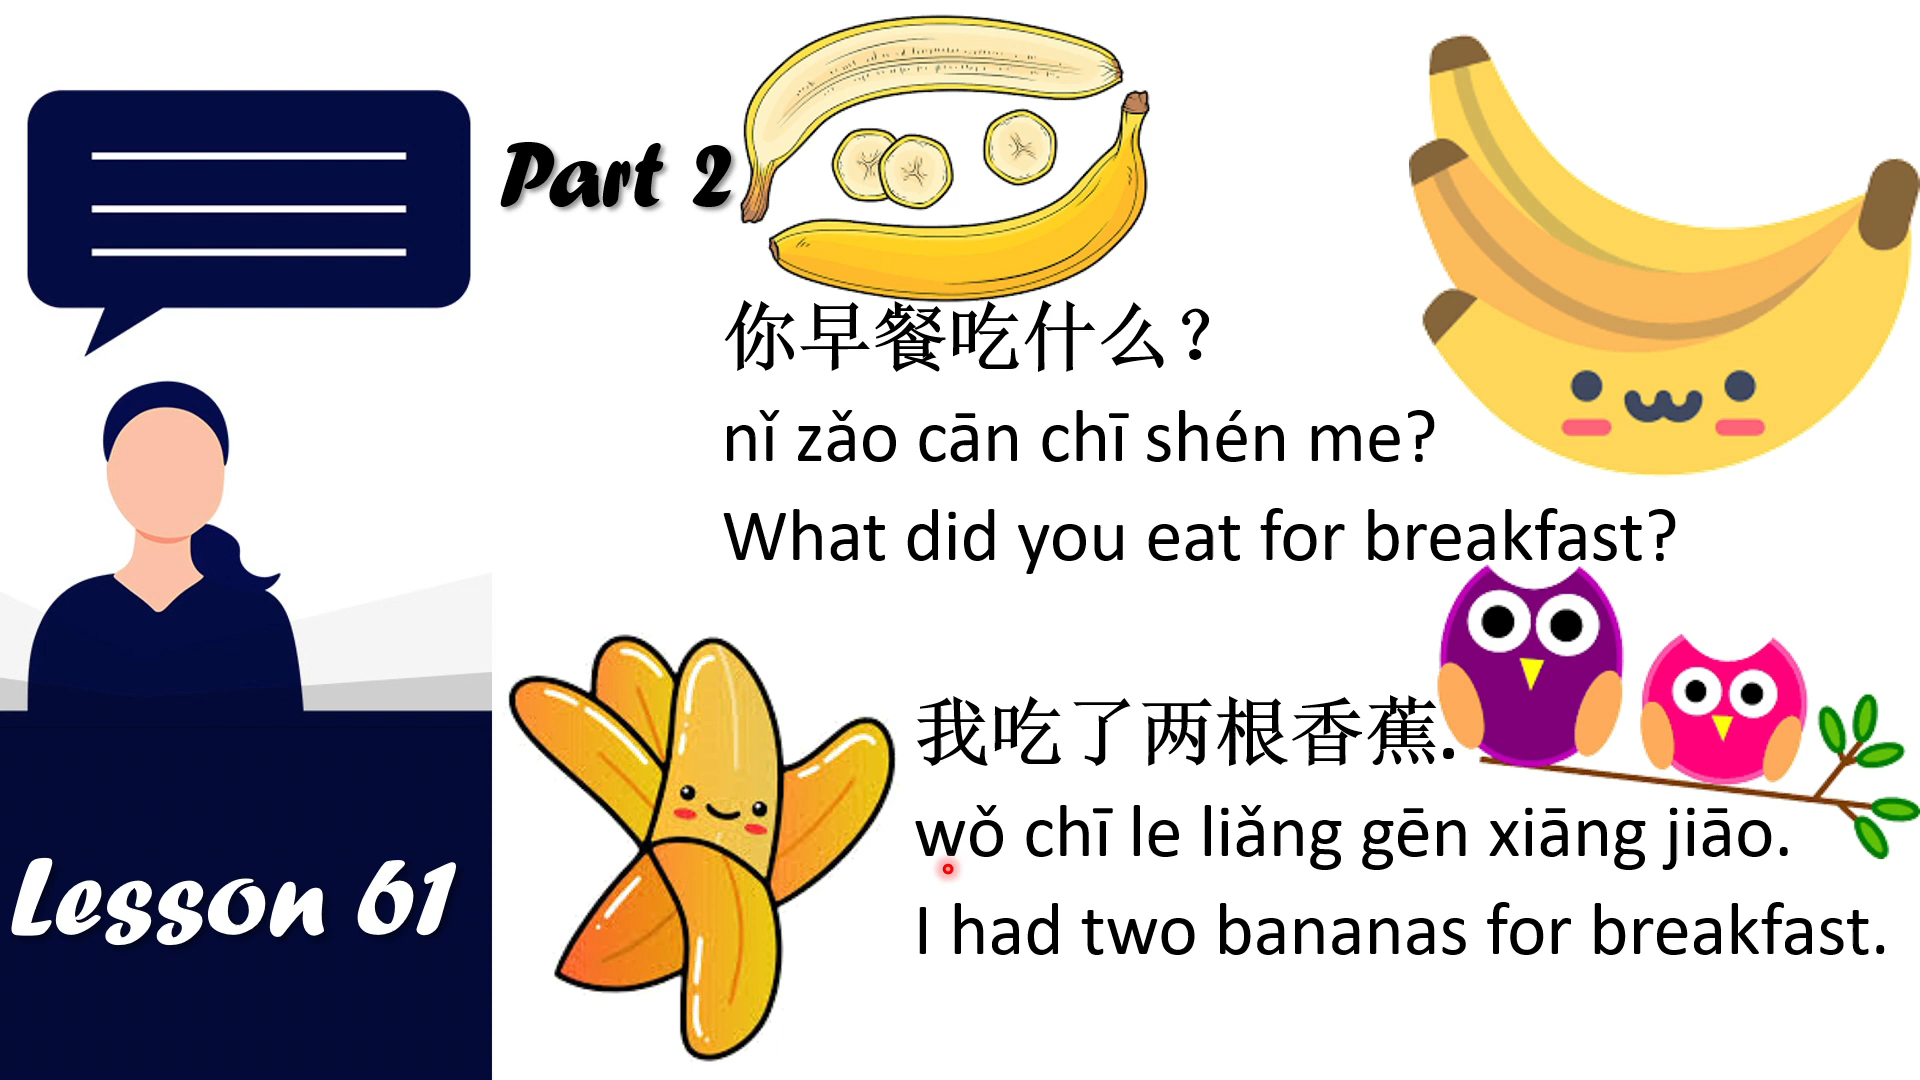 Part 2
你早餐吃什么？
nǐ zǎo cān chī shén me?
What did you eat for breakfast?
我吃了两根香蕉.
wǒ chī le liǎng gēn xiāng jiāo.
I had two bananas for breakfast.
Lesson 61